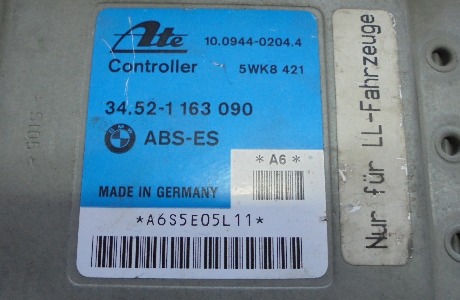 Ate
10.0944-0204.4
Controller
5WK8 421
34.52-1 163 090
BMW
ABS-ES
*A6*
MADE IN GERMANY
*A6S5E05L11*
Nur für LL-Fahrzeuge